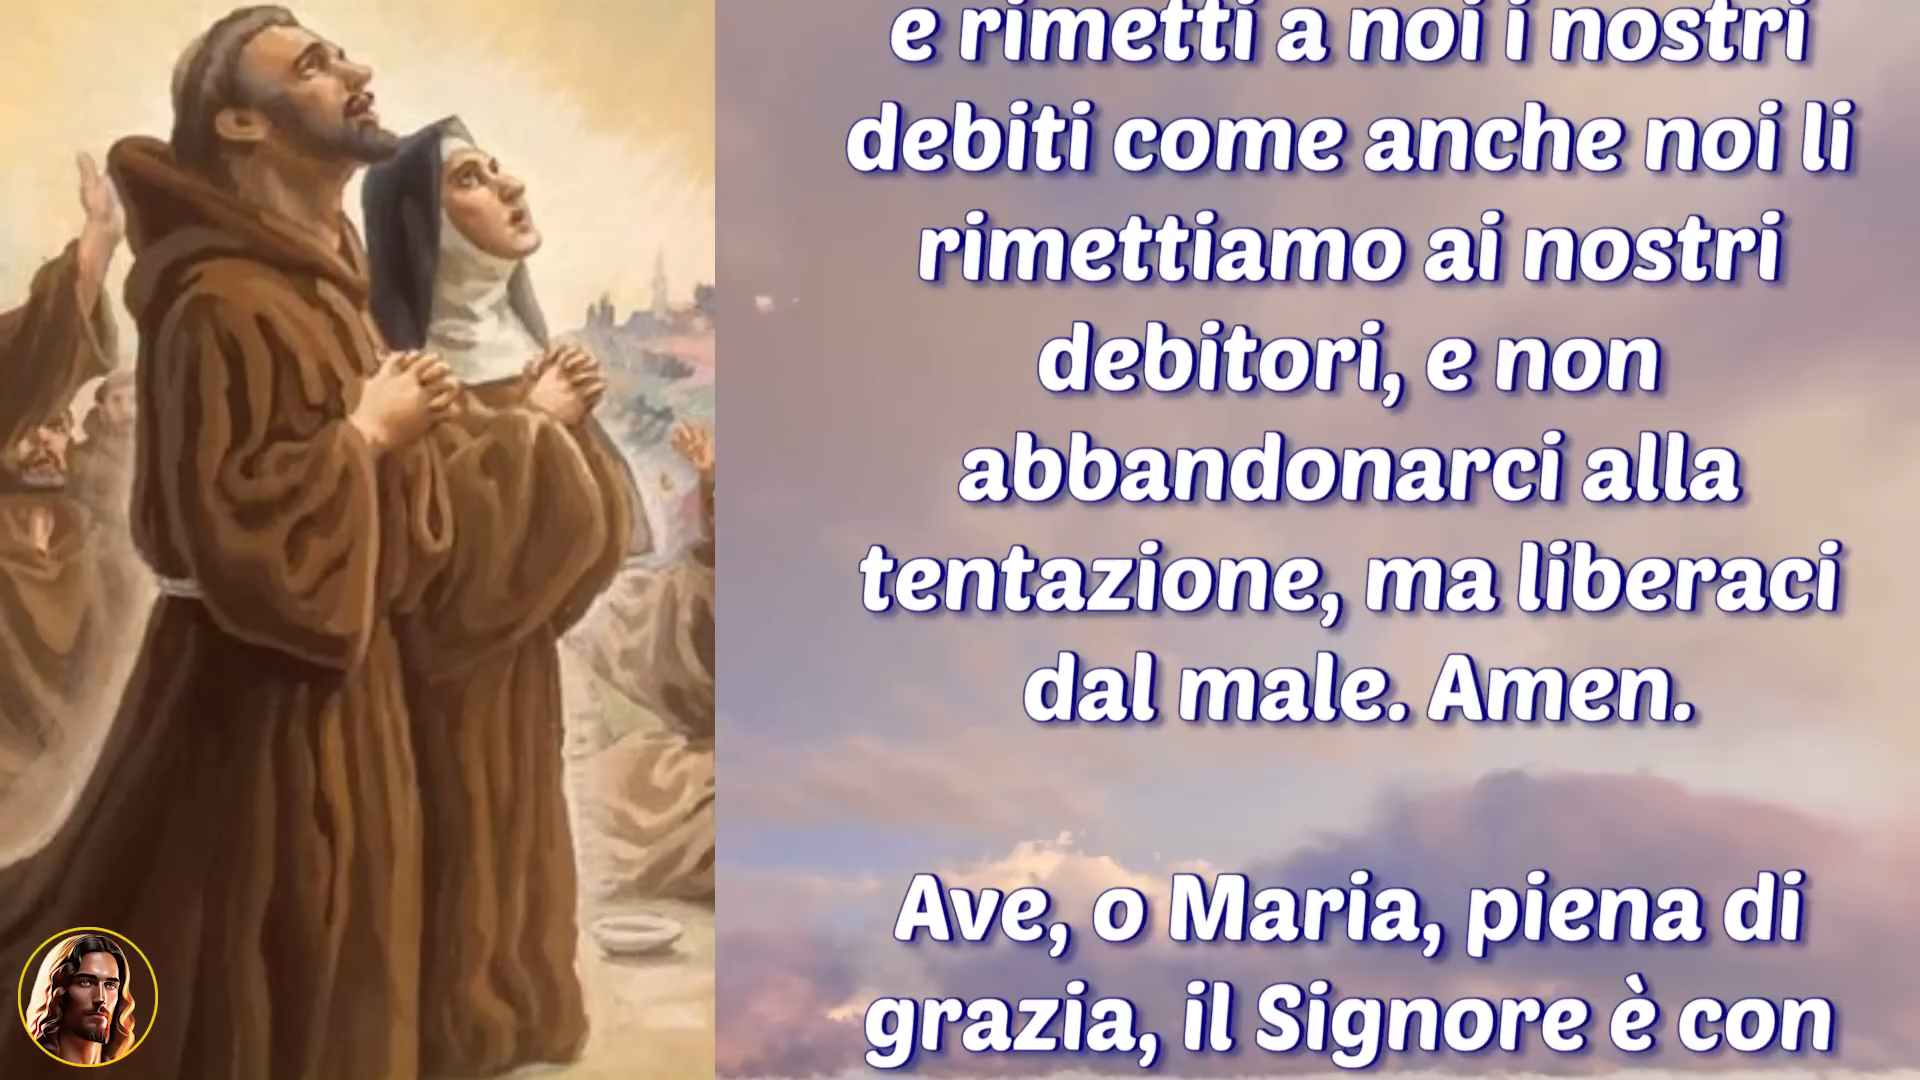 e rimetti a noi i nostri
debiti come anche noi li
rimettiamo ai nostri
debitori, e non
abbandonarci alla
tentazione, ma liberaci
dal male. Amen.
Ave, o Maria, piena di
grazia, il Signore è con